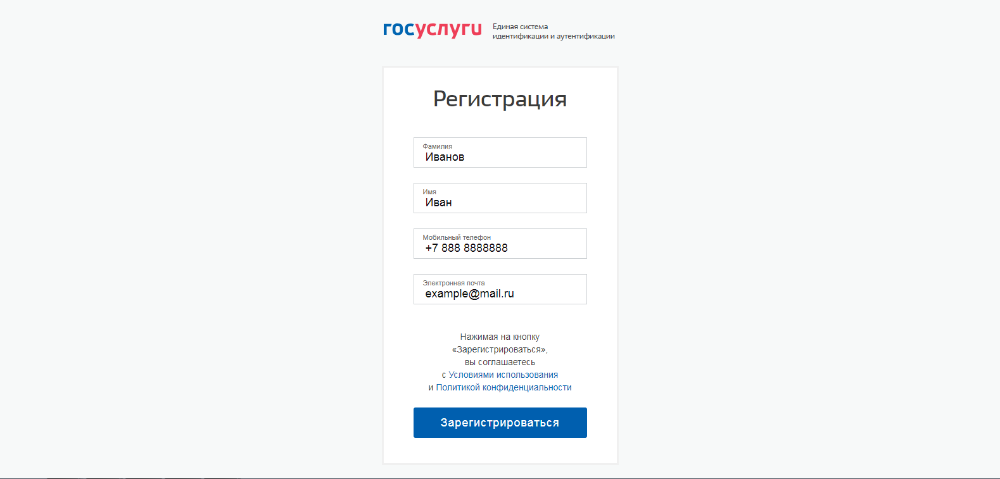 госуслуги
Единая система
идентификации и аутентификации
Регистрация
Фамилия
Иванов
Имя
Иван
Мобильный телефон
+7 888 8888888
Электронная почта
example@mail.ru
Нажимая на кнопку
«Зарегистрироваться»,
вы соглашаетесь
с Условиями использования
и Политикой конфиденциальности
Зарегистрироваться